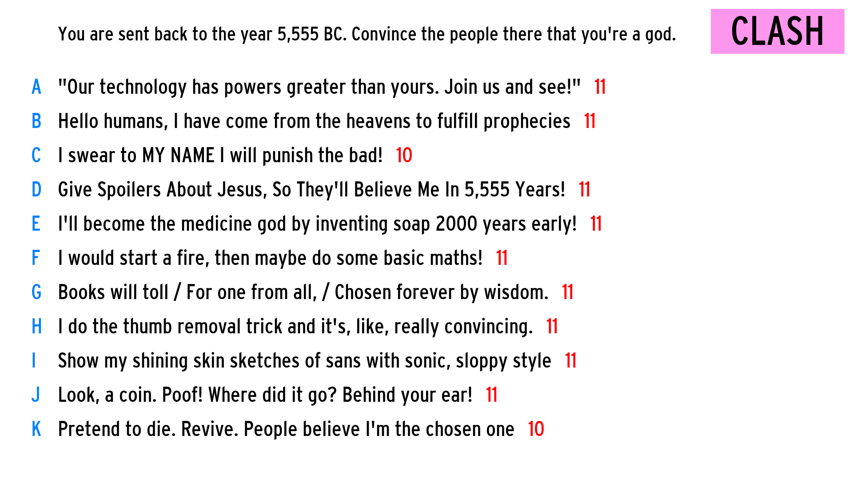 You are sent back to the year 5,555 BC. Convince the people there that you're a god.
CLASH
A "Our technology has powers greater than yours. Join us and see!" 11
B Hello humans, I have come from the heavens to fulfill prophecies 11
C I swear to MY NAME I will punish the bad! 10
D Give Spoilers About Jesus, So They'll Believe Me In 5,555 Years! 11
E I'll become the medicine god by inventing soap 2000 years early! 11
F I would start a fire, then maybe do some basic maths! 11
G Books will toll / For one from all, / Chosen forever by wisdom. 11
H I do the thumb removal trick and it's, like, really convincing. 11
I Show my shining skin sketches of sans with sonic, sloppy style 11
J Look, a coin. Poof! Where did it go? Behind your ear! 11
K Pretend to die. Revive. People believe I'm the chosen one 10